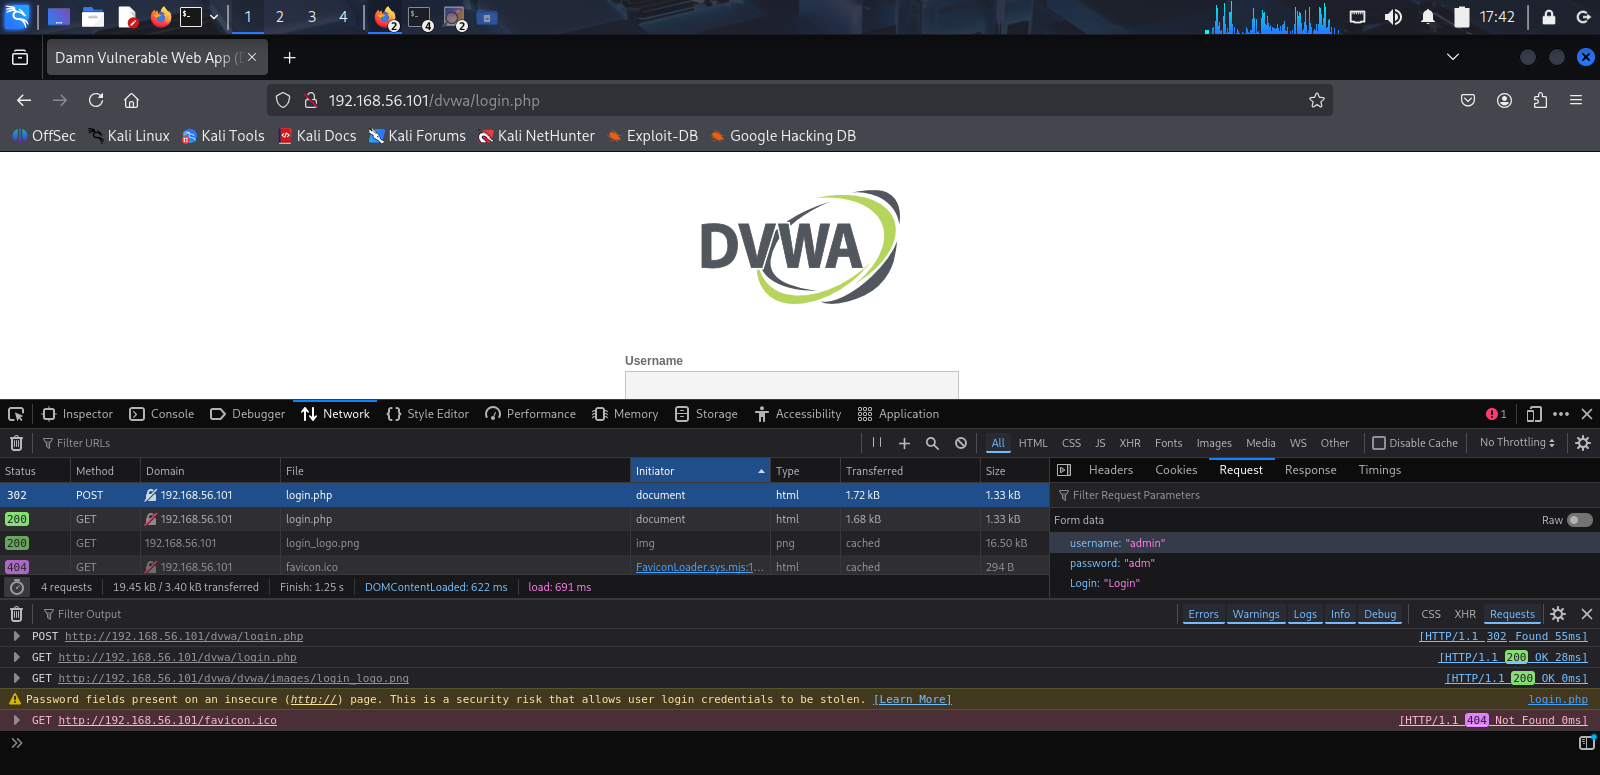 1 2 3 4 2 4 2 17:42
Damn Vulnerable Web App (D
192.168.56.101/dvwa/login.php
OffSec Kali Linux Kali Tools Kali Docs Kali Forums Kali NetHunter Exploit-DB Google Hacking DB
DVWA
Username
Inspector Console Debugger Network Style Editor Performance Memory Storage Accessibility Application 1
Filter URLs All HTML CSS JS XHR Fonts Images Media WS Other Disable Cache No Throttling
Status Method Domain File Initiator Type Transferred Size
302 POST 192.168.56.101 login.php document html 1.72 kB 1.33 kB
200 GET 192.168.56.101 login.php document html 1.68 kB 1.33 kB
200 GET 192.168.56.101 login_logo.png img png cached 16.50 kB
404 GET 192.168.56.101 favicon.ico FaviconLoader.sys.mjs:1... html cached 294 B
4 requests 19.45 kB / 3.40 kB transferred Finish: 1.25 s DOMContentLoaded: 622 ms load: 691 ms
Headers Cookies Request Response Timings
Filter Request Parameters
Form data Raw
username: "admin"
password: "adm"
Login: "Login"
Filter Output Errors Warnings Logs Info Debug CSS XHR Requests
POST http://192.168.56.101/dvwa/login.php [HTTP/1.1 302 Found 55ms]
GET http://192.168.56.101/dvwa/login.php [HTTP/1.1 200 OK 28ms]
GET http://192.168.56.101/dvwa/dvwa/images/login_logo.png [HTTP/1.1 200 OK 0ms]
Password fields present on an insecure (http://) page. This is a security risk that allows user login credentials to be stolen. [Learn More] login.php
GET http://192.168.56.101/favicon.ico [HTTP/1.1 404 Not Found 0ms]